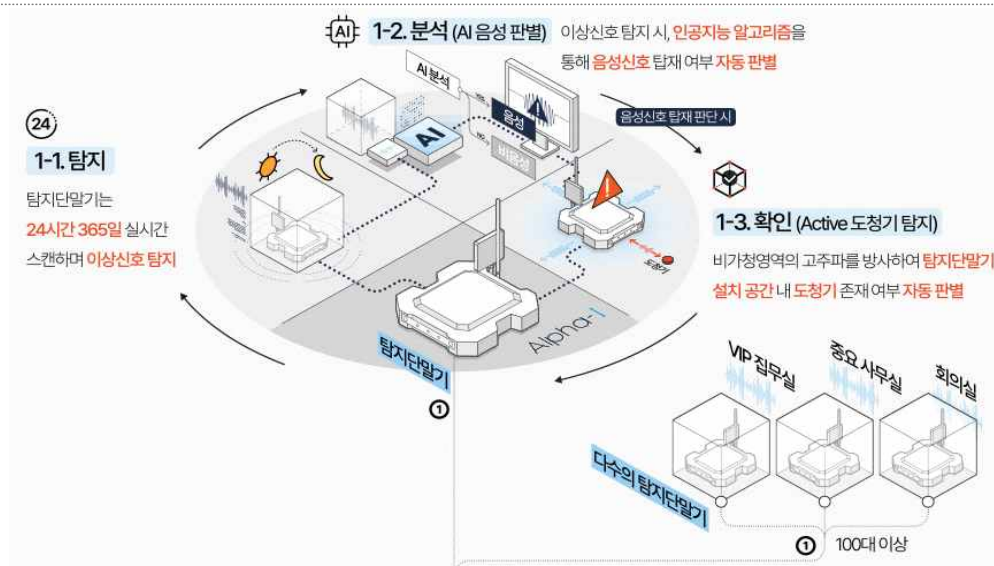 AI
1-2. 분석 (AI 음성 판별)
이상신호 탐지 시, 인공지능 알고리즘을
통해 음성신호 탑재 여부 자동 판별
24
1-1. 탐지
탐지단말기는
24시간 365일 실시간
스캔하며 이상신호 탐지
AI 분석
AI
YES
음성
NO
비음성
음성신호 탑재 판단 시
1-3. 확인 (Active 도청기 탐지)
비가청영역의 고주파를 방사하여 탐지단말기
설치 공간 내 도청기 존재 여부 자동 판별
도청기
Alpha-I
탐지단말기
①
VIP 집무실
중요 사무실
회의실
다수의 탐지단말기
① 100대 이상